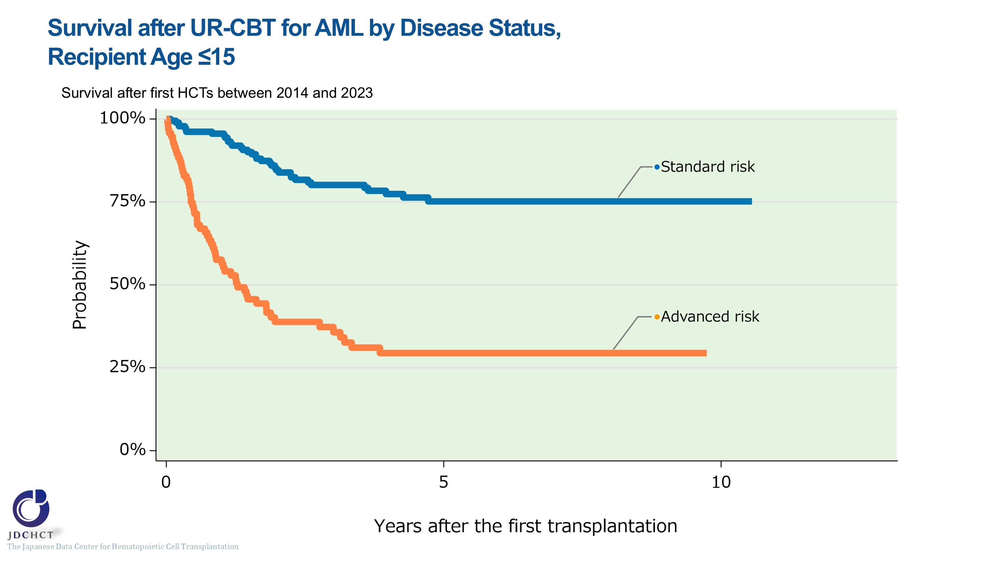 Survival after UR-CBT for AML by Disease Status,
Recipient Age ≤15
Survival after first HCTs between 2014 and 2023
100%
75%
50%
25%
0%
Probability
Standard risk
Advanced risk
0
5
10
Years after the first transplantation
JDCHCT
The Japanese Data Center for Hematopoietic Cell Transplantation